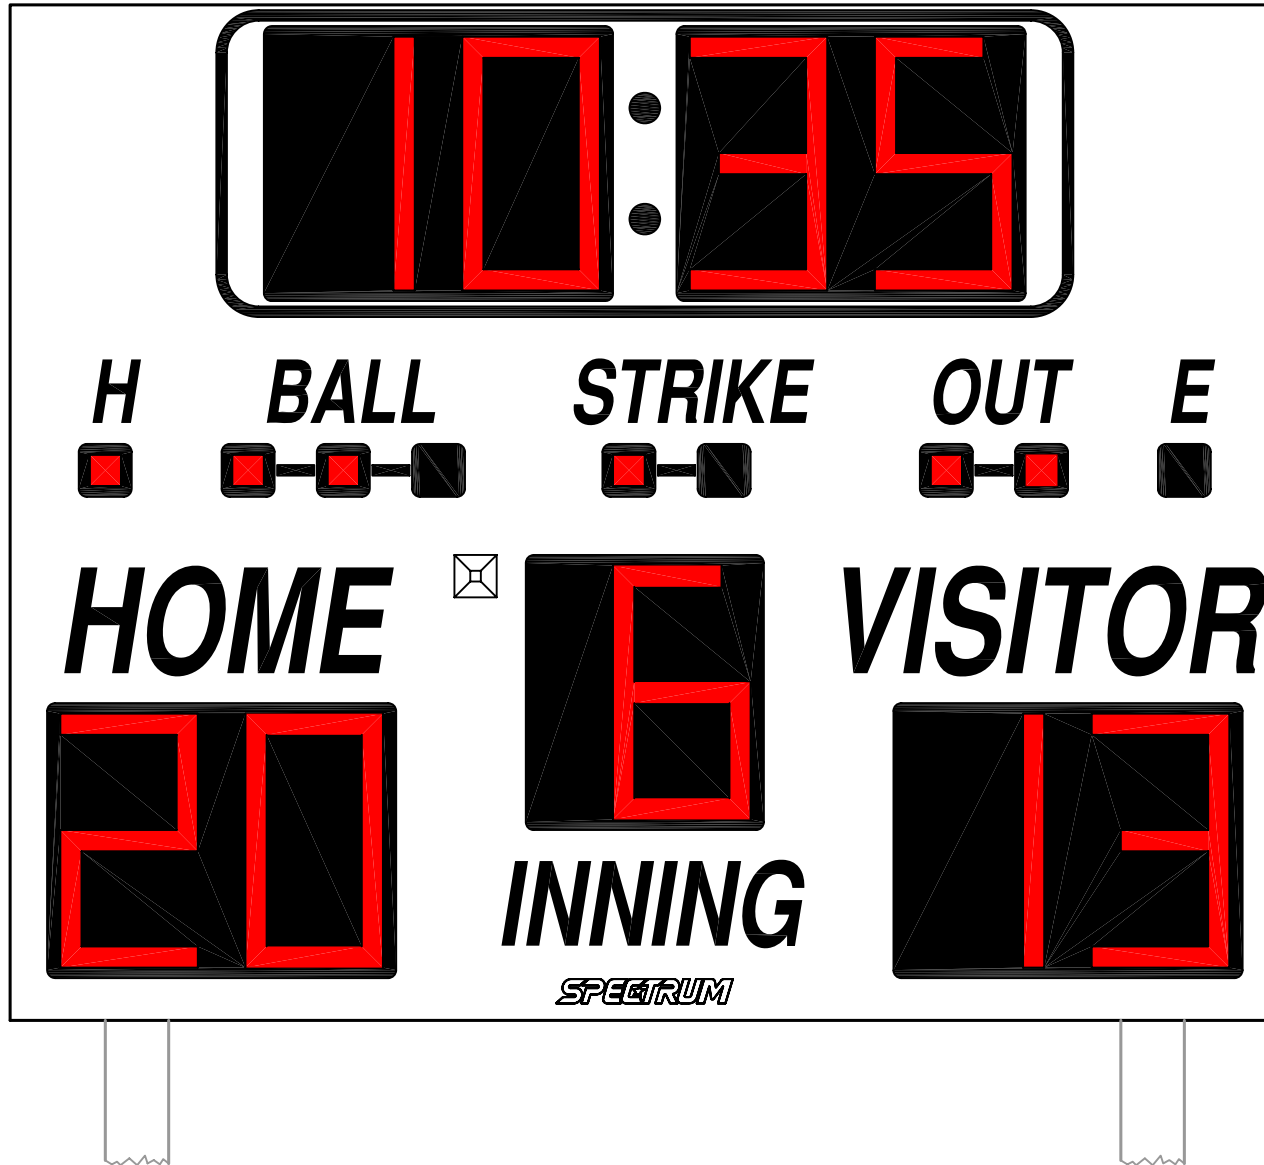 10:35
H BALL STRIKE OUT E
HOME 6 VISITOR
20 13
INNING
SPECTRUM